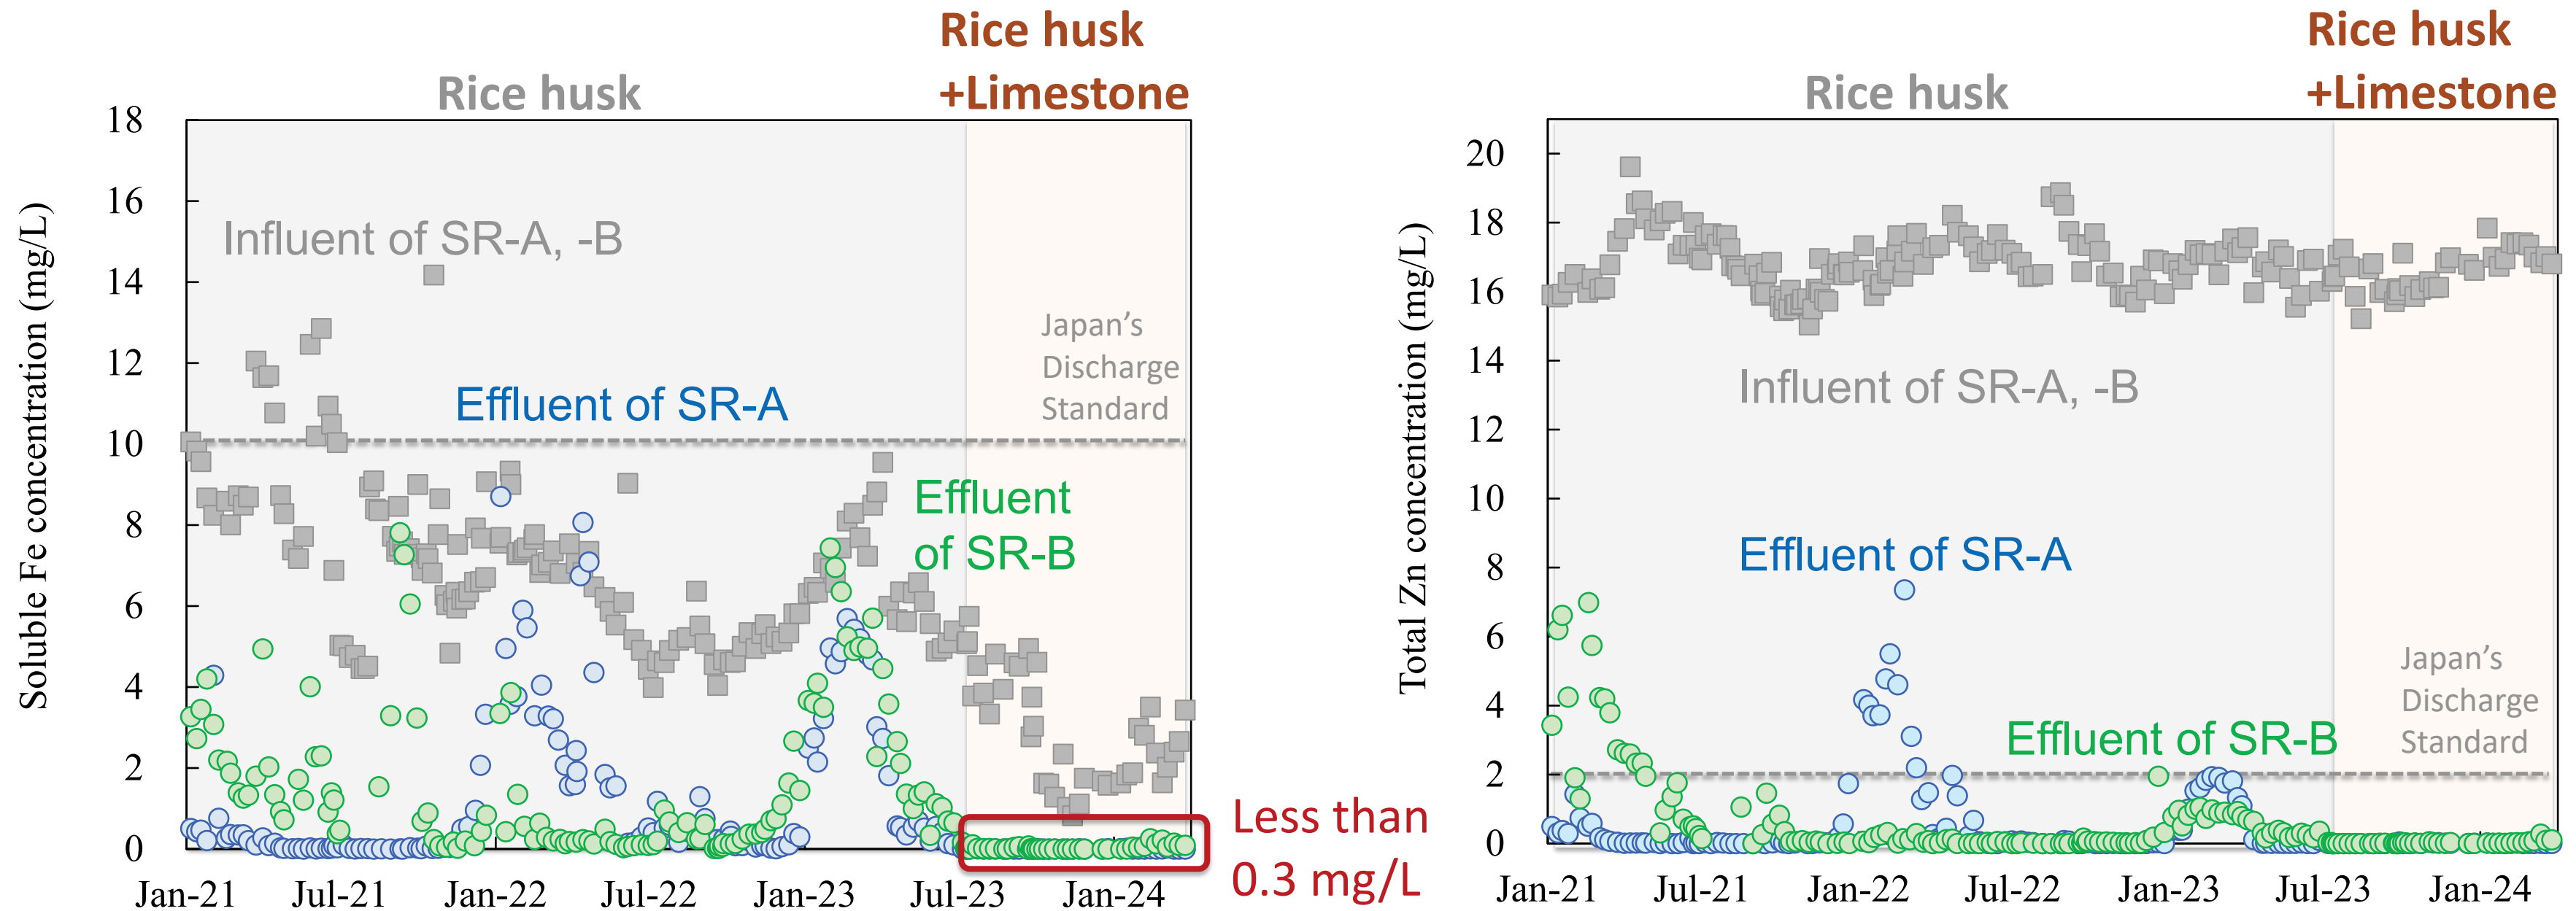 Rice husk
Rice husk
+Limestone
Soluble Fe concentration (mg/L)
18
16
14
12
10
8
6
4
2
0
Influent of SR-A, -B
Effluent of SR-A
Japan's
Discharge
Standard
Effluent
of SR-B
Less than
0.3 mg/L
Jan-21
Jul-21
Jan-22
Jul-22
Jan-23
Jul-23
Jan-24
Rice husk
Rice husk
+Limestone
Total Zn concentration (mg/L)
20
18
16
14
12
10
8
6
4
2
0
Influent of SR-A, -B
Effluent of SR-A
Effluent of SR-B
Japan's
Discharge
Standard
Jan-21
Jul-21
Jan-22
Jul-22
Jan-23
Jul-23
Jan-24